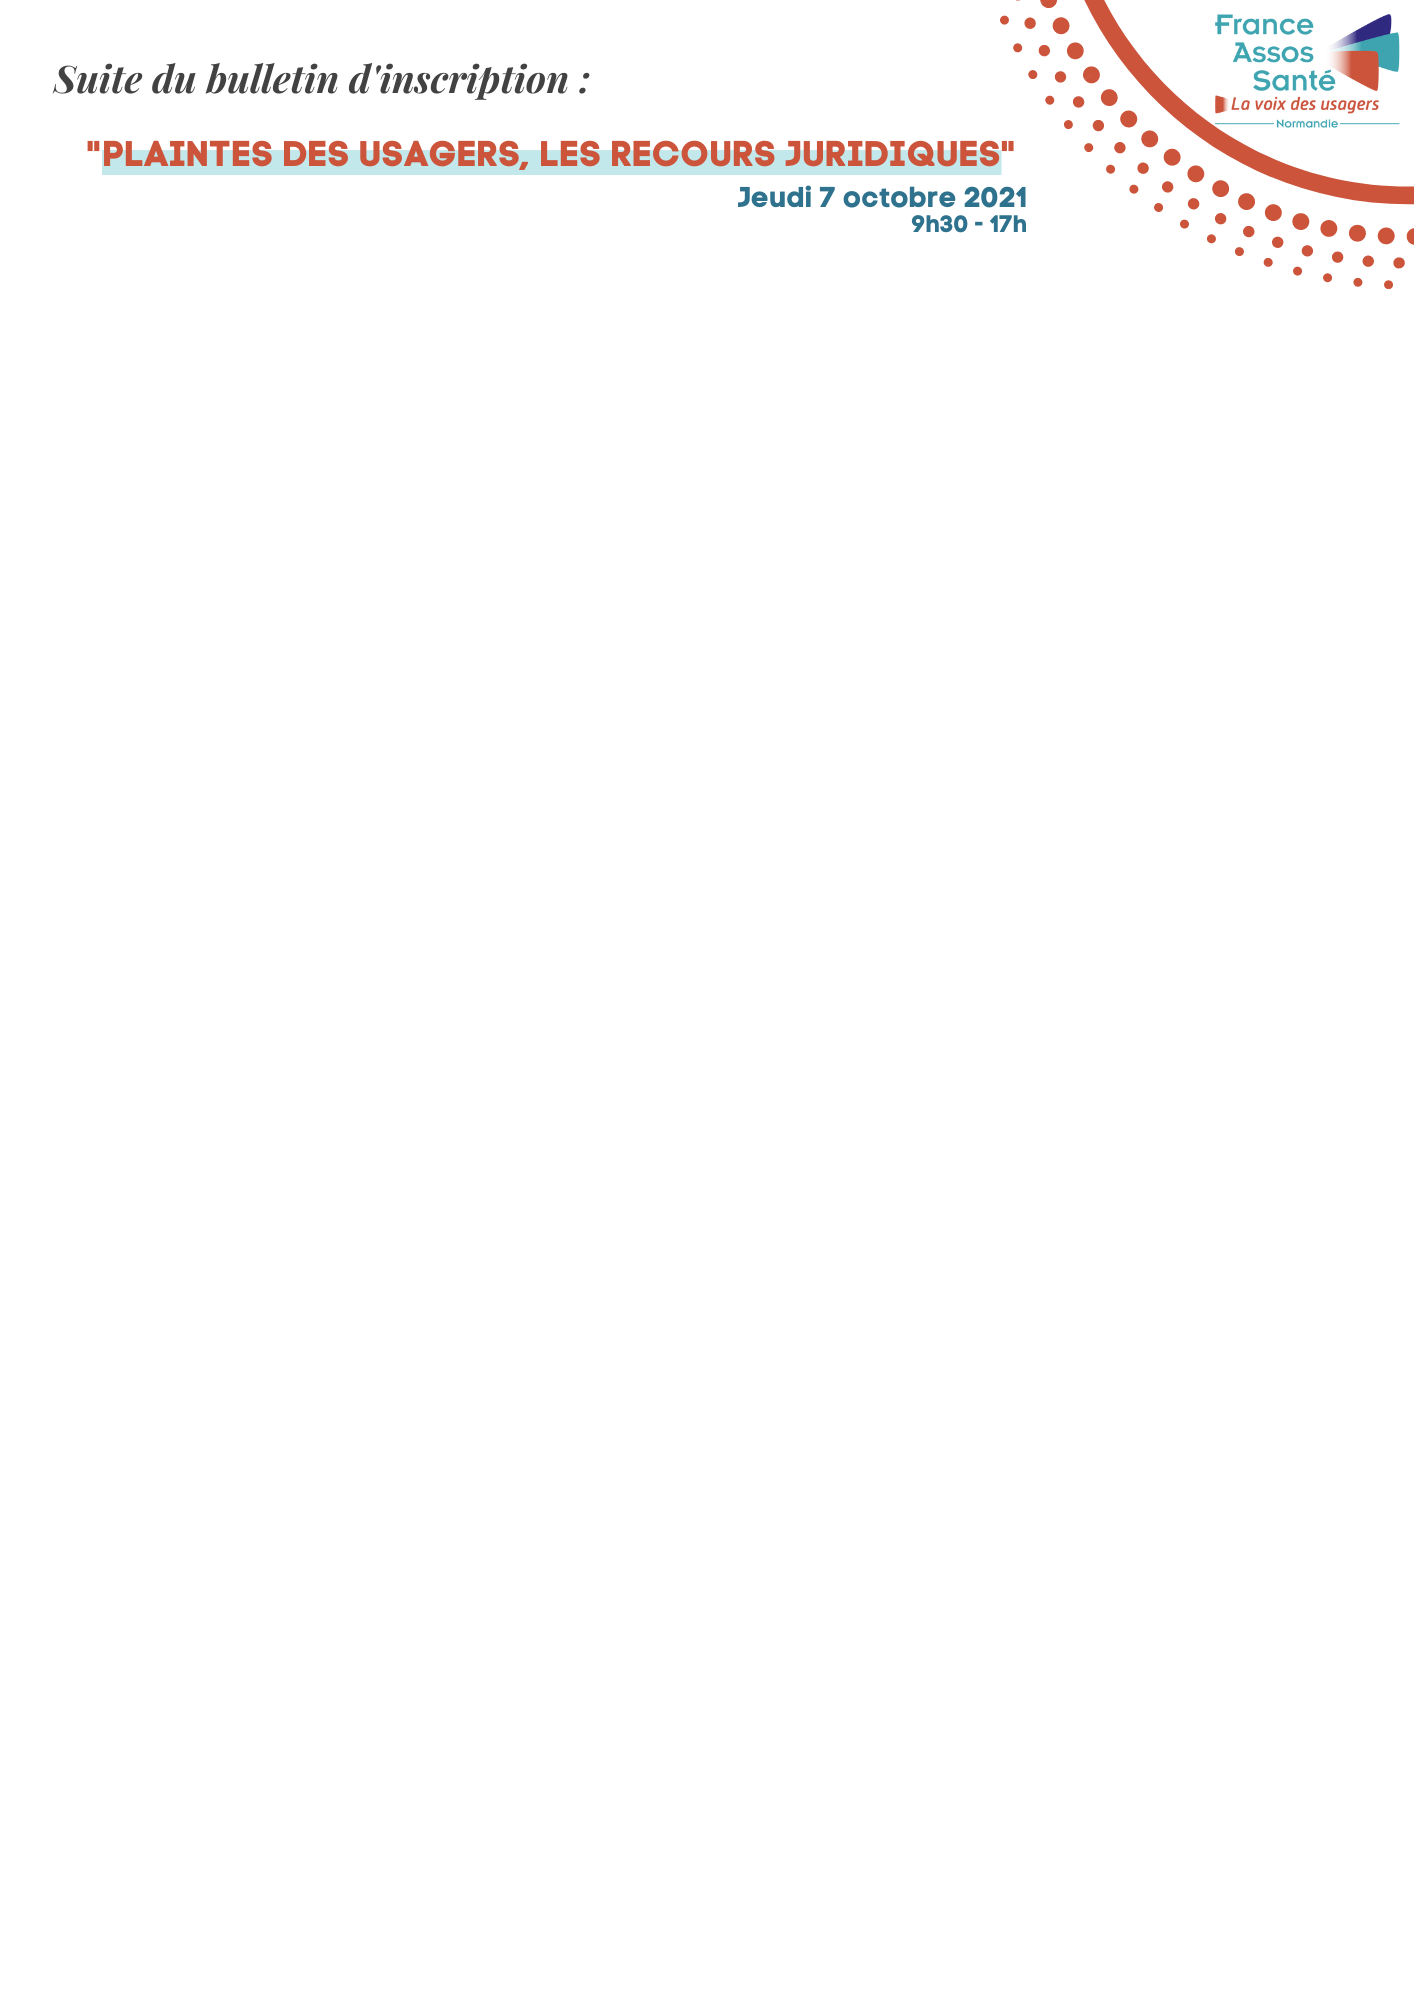 Suite du bulletin d'inscription :
"PLAINTES DES USAGERS, LES RECOURS JURIDIQUES"
Jeudi 7 octobre 2021
9h30 - 17h
France
Assos
Santé
La voix des usagers
Normandie